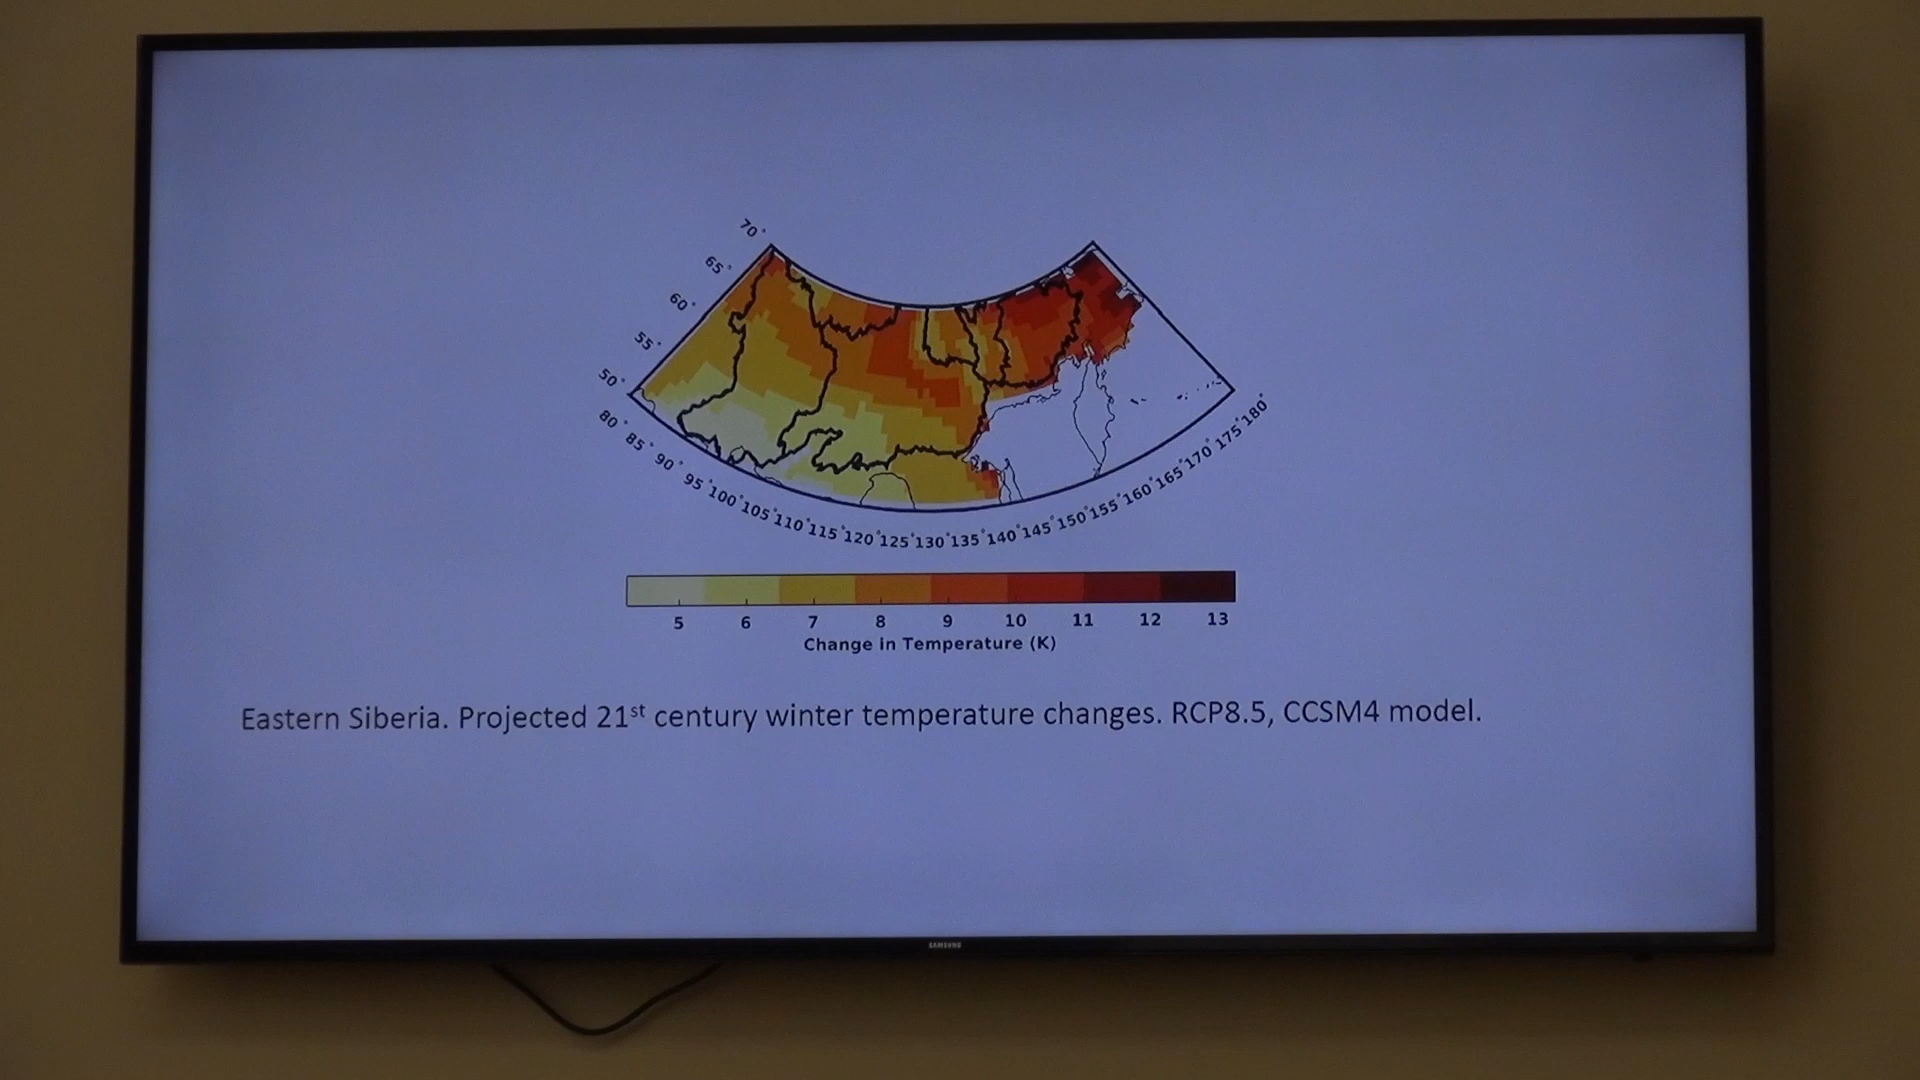 70°
65°
60°
55°
50°
80° 85° 90° 95° 100° 105° 110° 115° 120° 125° 130° 135° 140° 145° 150° 155° 160° 165° 170° 175° 180°
5 6 7 8 9 10 11 12 13
Change in Temperature (K)
Eastern Siberia. Projected 21st century winter temperature changes. RCP8.5, CCSM4 model.
SAMSUNG